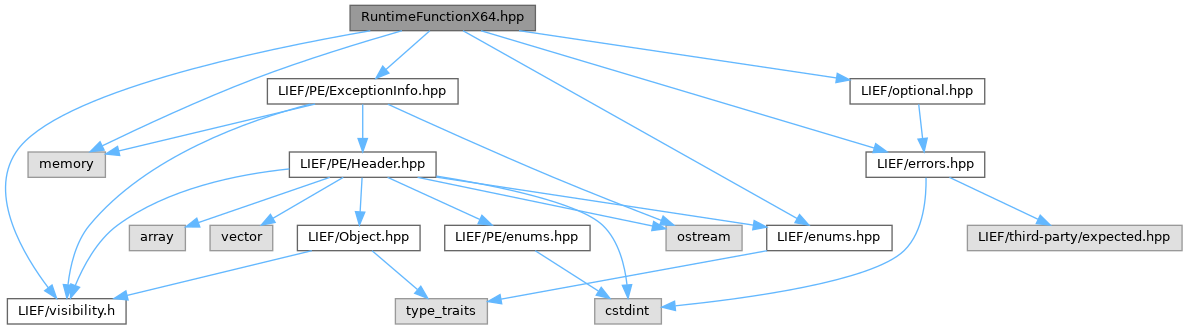 RuntimeFunctionX64.hpp
LIEF/PE/ExceptionInfo.hpp
LIEF/optional.hpp
memory
LIEF/PE/Header.hpp
LIEF/errors.hpp
array
vector
LIEF/Object.hpp
LIEF/PE/enums.hpp
ostream
LIEF/enums.hpp
LIEF/third-party/expected.hpp
LIEF/visibility.h
type_traits
cstdint